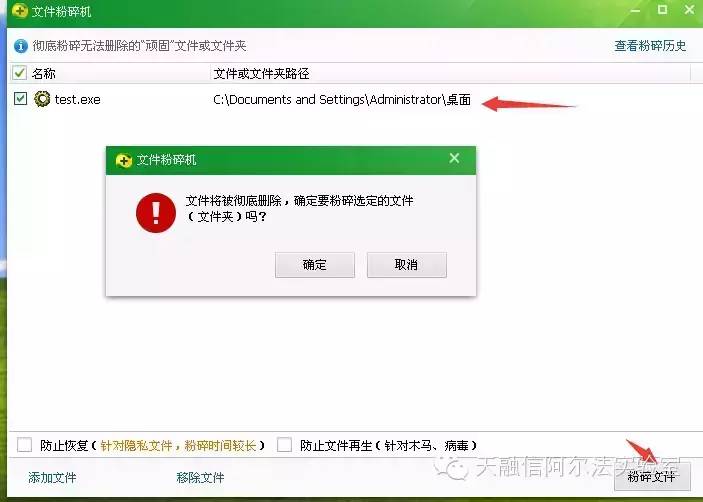 文件粉碎机
彻底粉碎无法删除的“顽固”文件或文件夹
查看粉碎历史
名称
文件或文件夹路径
test.exe
C:\Documents and Settings\Administrator\桌面
文件粉碎机
文件将被彻底删除，确定要粉碎选定的文件
（文件夹）吗？
确定
取消
防止恢复（针对隐私文件，粉碎时间较长）
防止文件再生（针对木马、病毒）
添加文件
移除文件
天融信阿尔法实验室
粉碎文件